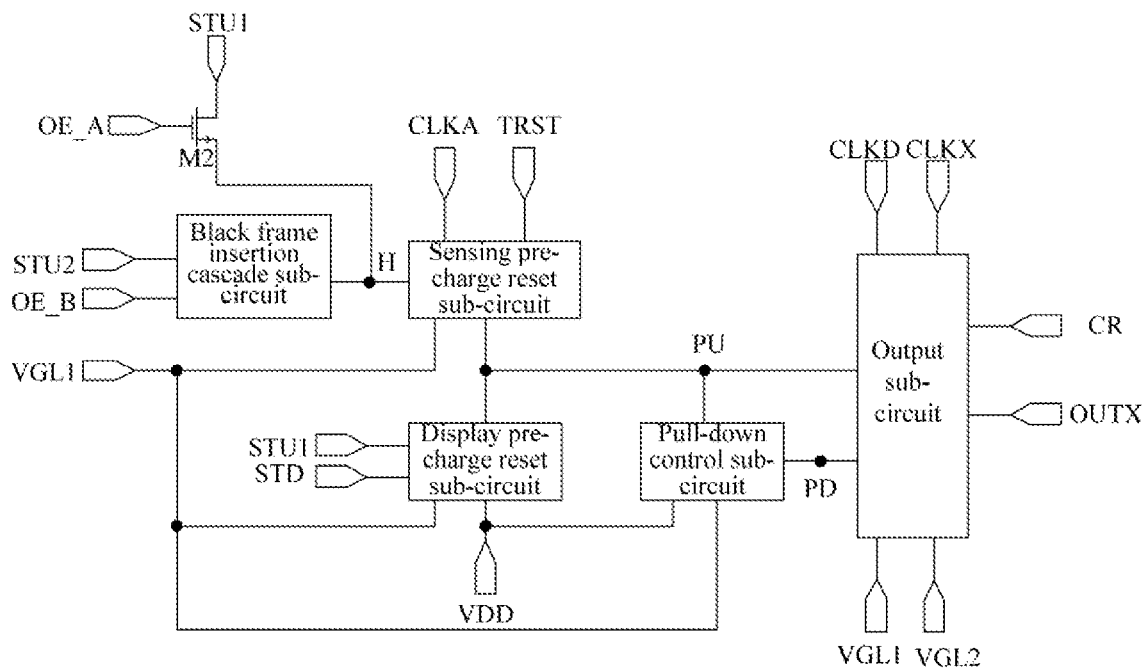 STU1
OE_A
M2
CLKA
TRST
CLKD
CLKX
Black frame
insertion
cascade sub-
circuit
STU2
OE_B
H
Sensing pre-
charge reset
sub-circuit
VGL1
PU
Output
sub-
circuit
CR
OUTX
STU1
STD
Display pre-
charge reset
sub-circuit
Pull-down
control sub-
circuit
PD
VDD
VGL1
VGL2